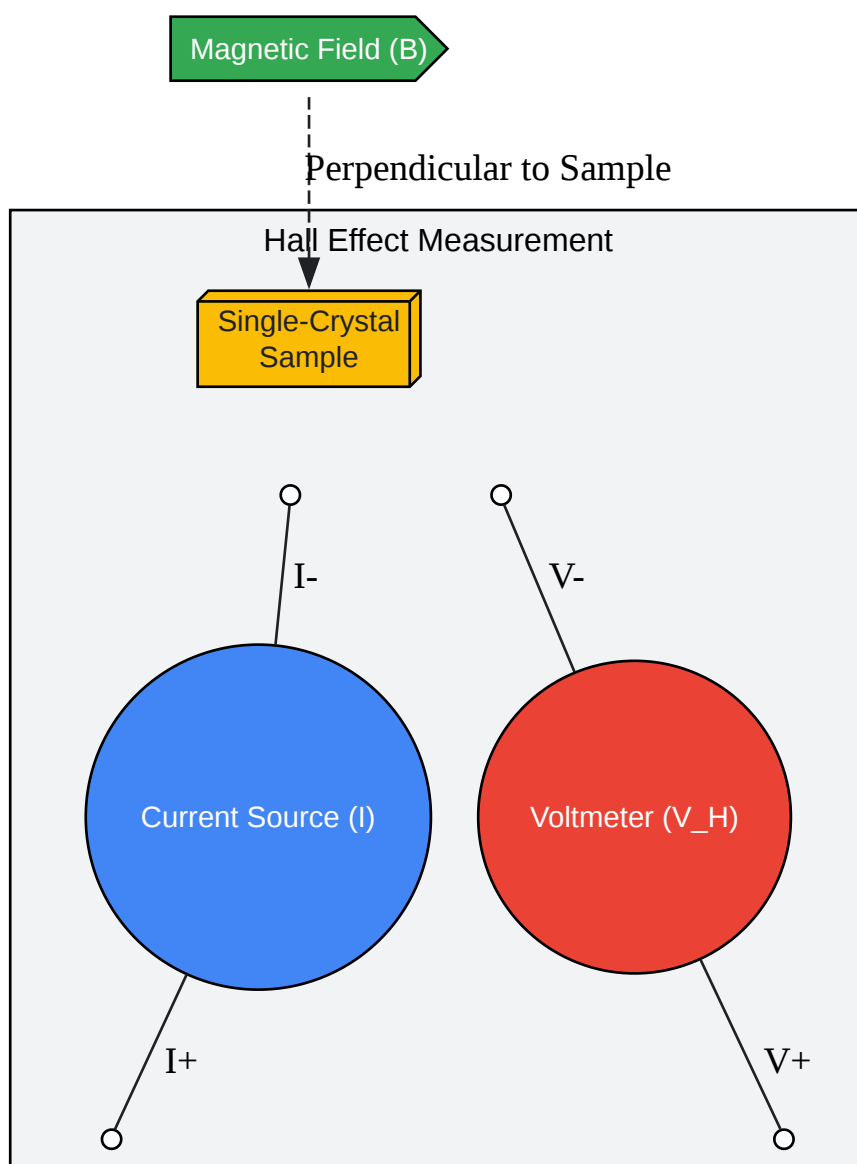 Magnetic Field (B)
Perpendicular to Sample
Hall Effect Measurement
Single-Crystal
Sample
I-
V-
Current Source (I)
Voltmeter (V_H)
I+
V+